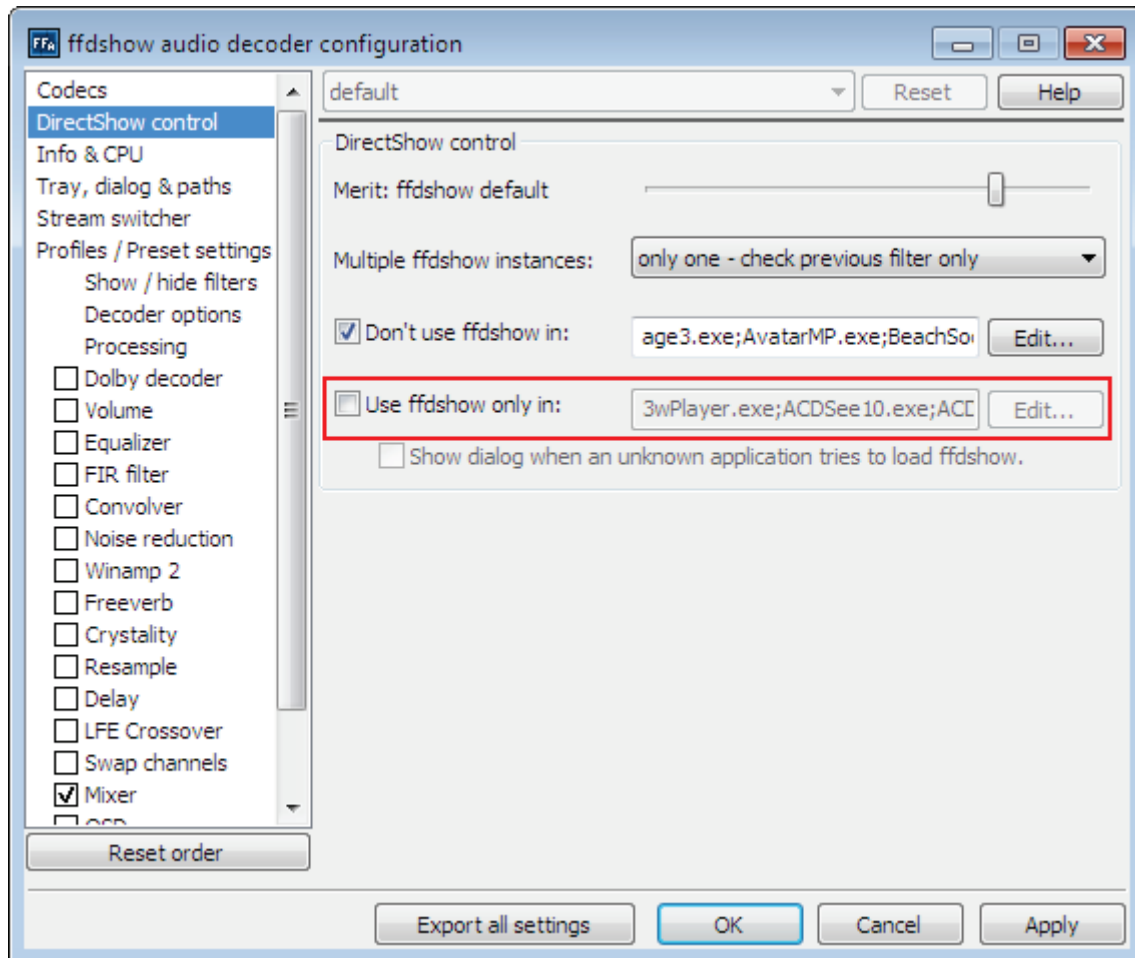 FFA ffdshow audio decoder configuration
Codecs
DirectShow control
Info & CPU
Tray, dialog & paths
Stream switcher
Profiles / Preset settings
Show / hide filters
Decoder options
Processing
Dolby decoder
Volume
Equalizer
FIR filter
Convolver
Noise reduction
Winamp 2
Freeverb
Crystality
Resample
Delay
LFE Crossover
Swap channels
Mixer
Reset order
default Reset Help
DirectShow control
Merit: ffdshow default
Multiple ffdshow instances: only one - check previous filter only
Don't use ffdshow in: age3.exe;AvatarMP.exe;BeachSo Edit...
Use ffdshow only in: 3wPlayer.exe;ACDSee10.exe;ACD Edit...
Show dialog when an unknown application tries to load ffdshow.
Export all settings OK Cancel Apply